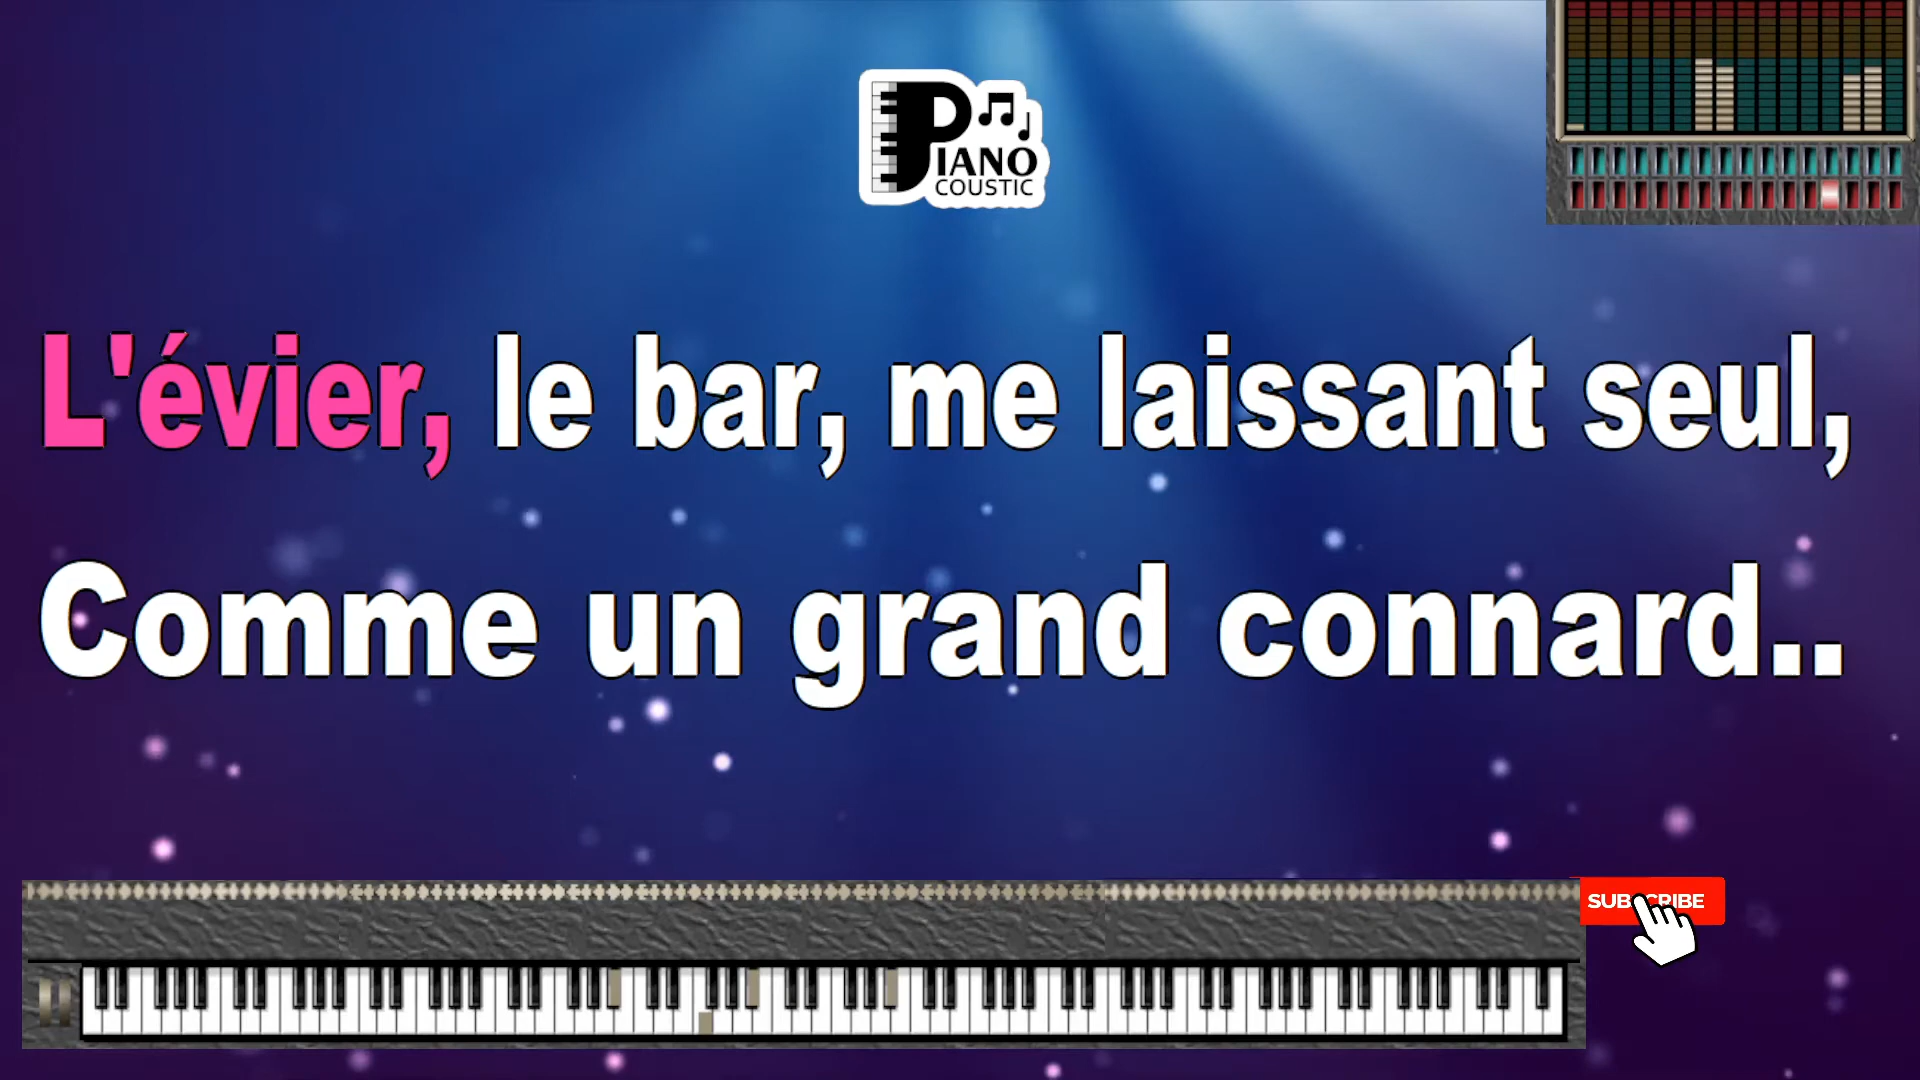 PIANO
COUSTIC
L'évier, le bar, me laissant seul,
Comme un grand connard..
SUBSCRIBE